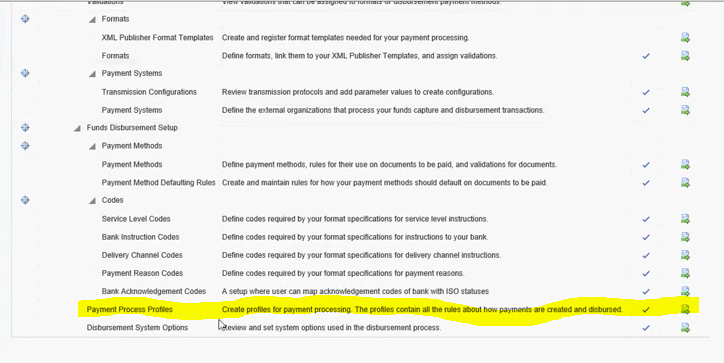 Validations View validations that can be assigned to formats or disbursement payment methods.
Formats
XML Publisher Format Templates Create and register format templates needed for your payment processing.
Formats Define formats, link them to your XML Publisher Templates, and assign validations.
Payment Systems
Transmission Configurations Review transmission protocols and add parameter values to create configurations.
Payment Systems Define the external organizations that process your funds capture and disbursement transactions.
Funds Disbursement Setup
Payment Methods
Payment Methods Define payment methods, rules for their use on documents to be paid, and validations for documents.
Payment Method Defaulting Rules Create and maintain rules for how your payment methods should default on documents to be paid.
Codes
Service Level Codes Define codes required by your format specifications for service level instructions.
Bank Instruction Codes Define codes required by your format specifications for instructions to your bank.
Delivery Channel Codes Define codes required by your format specifications for delivery channel instructions.
Payment Reason Codes Define codes required by your format specifications for payment reasons.
Bank Acknowledgement Codes A setup where user can map acknowledgement codes of bank with ISO statuses
Payment Process Profiles Create profiles for payment processing. The profiles contain all the rules about how payments are created and disbursed.
Disbursement System Options Review and set system options used in the disbursement process.